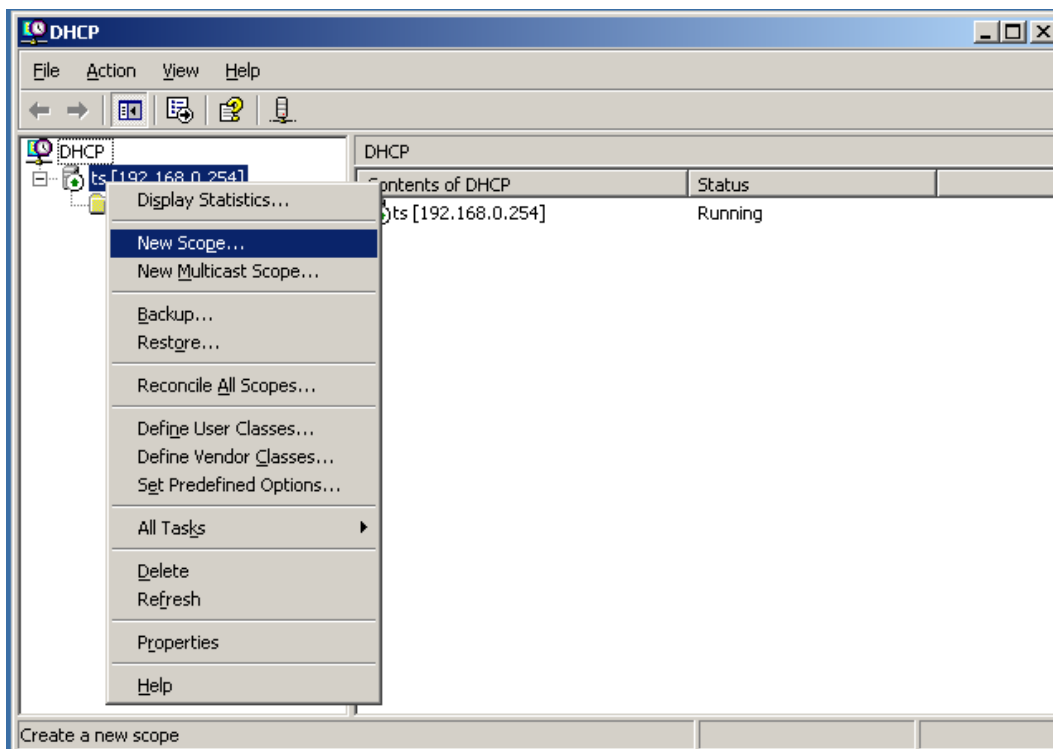 DHCP
File Action View Help
DHCP
ts [192.168.0.254]
DHCP
Contents of DHCP Status
ts [192.168.0.254] Running
Display Statistics...
New Scope...
New Multicast Scope...
Backup...
Restore...
Reconcile All Scopes...
Define User Classes...
Define Vendor Classes...
Set Predefined Options...
All Tasks
Delete
Refresh
Properties
Help
Create a new scope